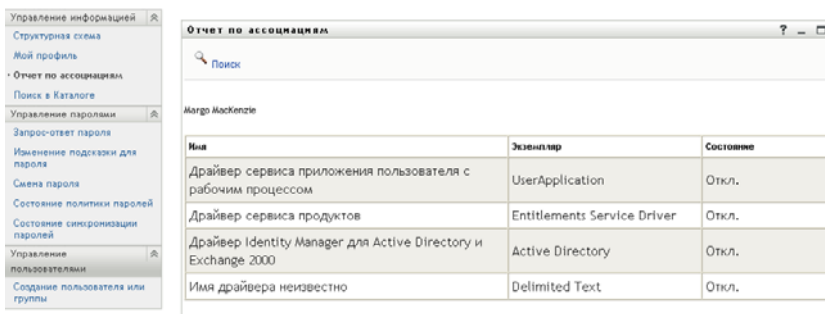 Управление информацией
Структурная схема
Мой профиль
Отчет по ассоциациям
Поиск в Каталоге
Управление паролями
Запрос-ответ пароля
Изменение подсказки для
пароля
Смена пароля
Состояние политики паролей
Состояние синхронизации
паролей
Управление
пользователями
Создание пользователя или
группы
Отчет по ассоциациям
?
Поиск
Margo MacKenzie
Имя Экземпляр Состояние
Драйвер сервиса приложения пользователя с
рабочим процессом
UserApplication Откл.
Драйвер сервиса продуктов Entitlements Service Driver Откл.
Драйвер Identity Manager для Active Directory и
Exchange 2000
Active Directory Откл.
Имя драйвера неизвестно Delimited Text Откл.